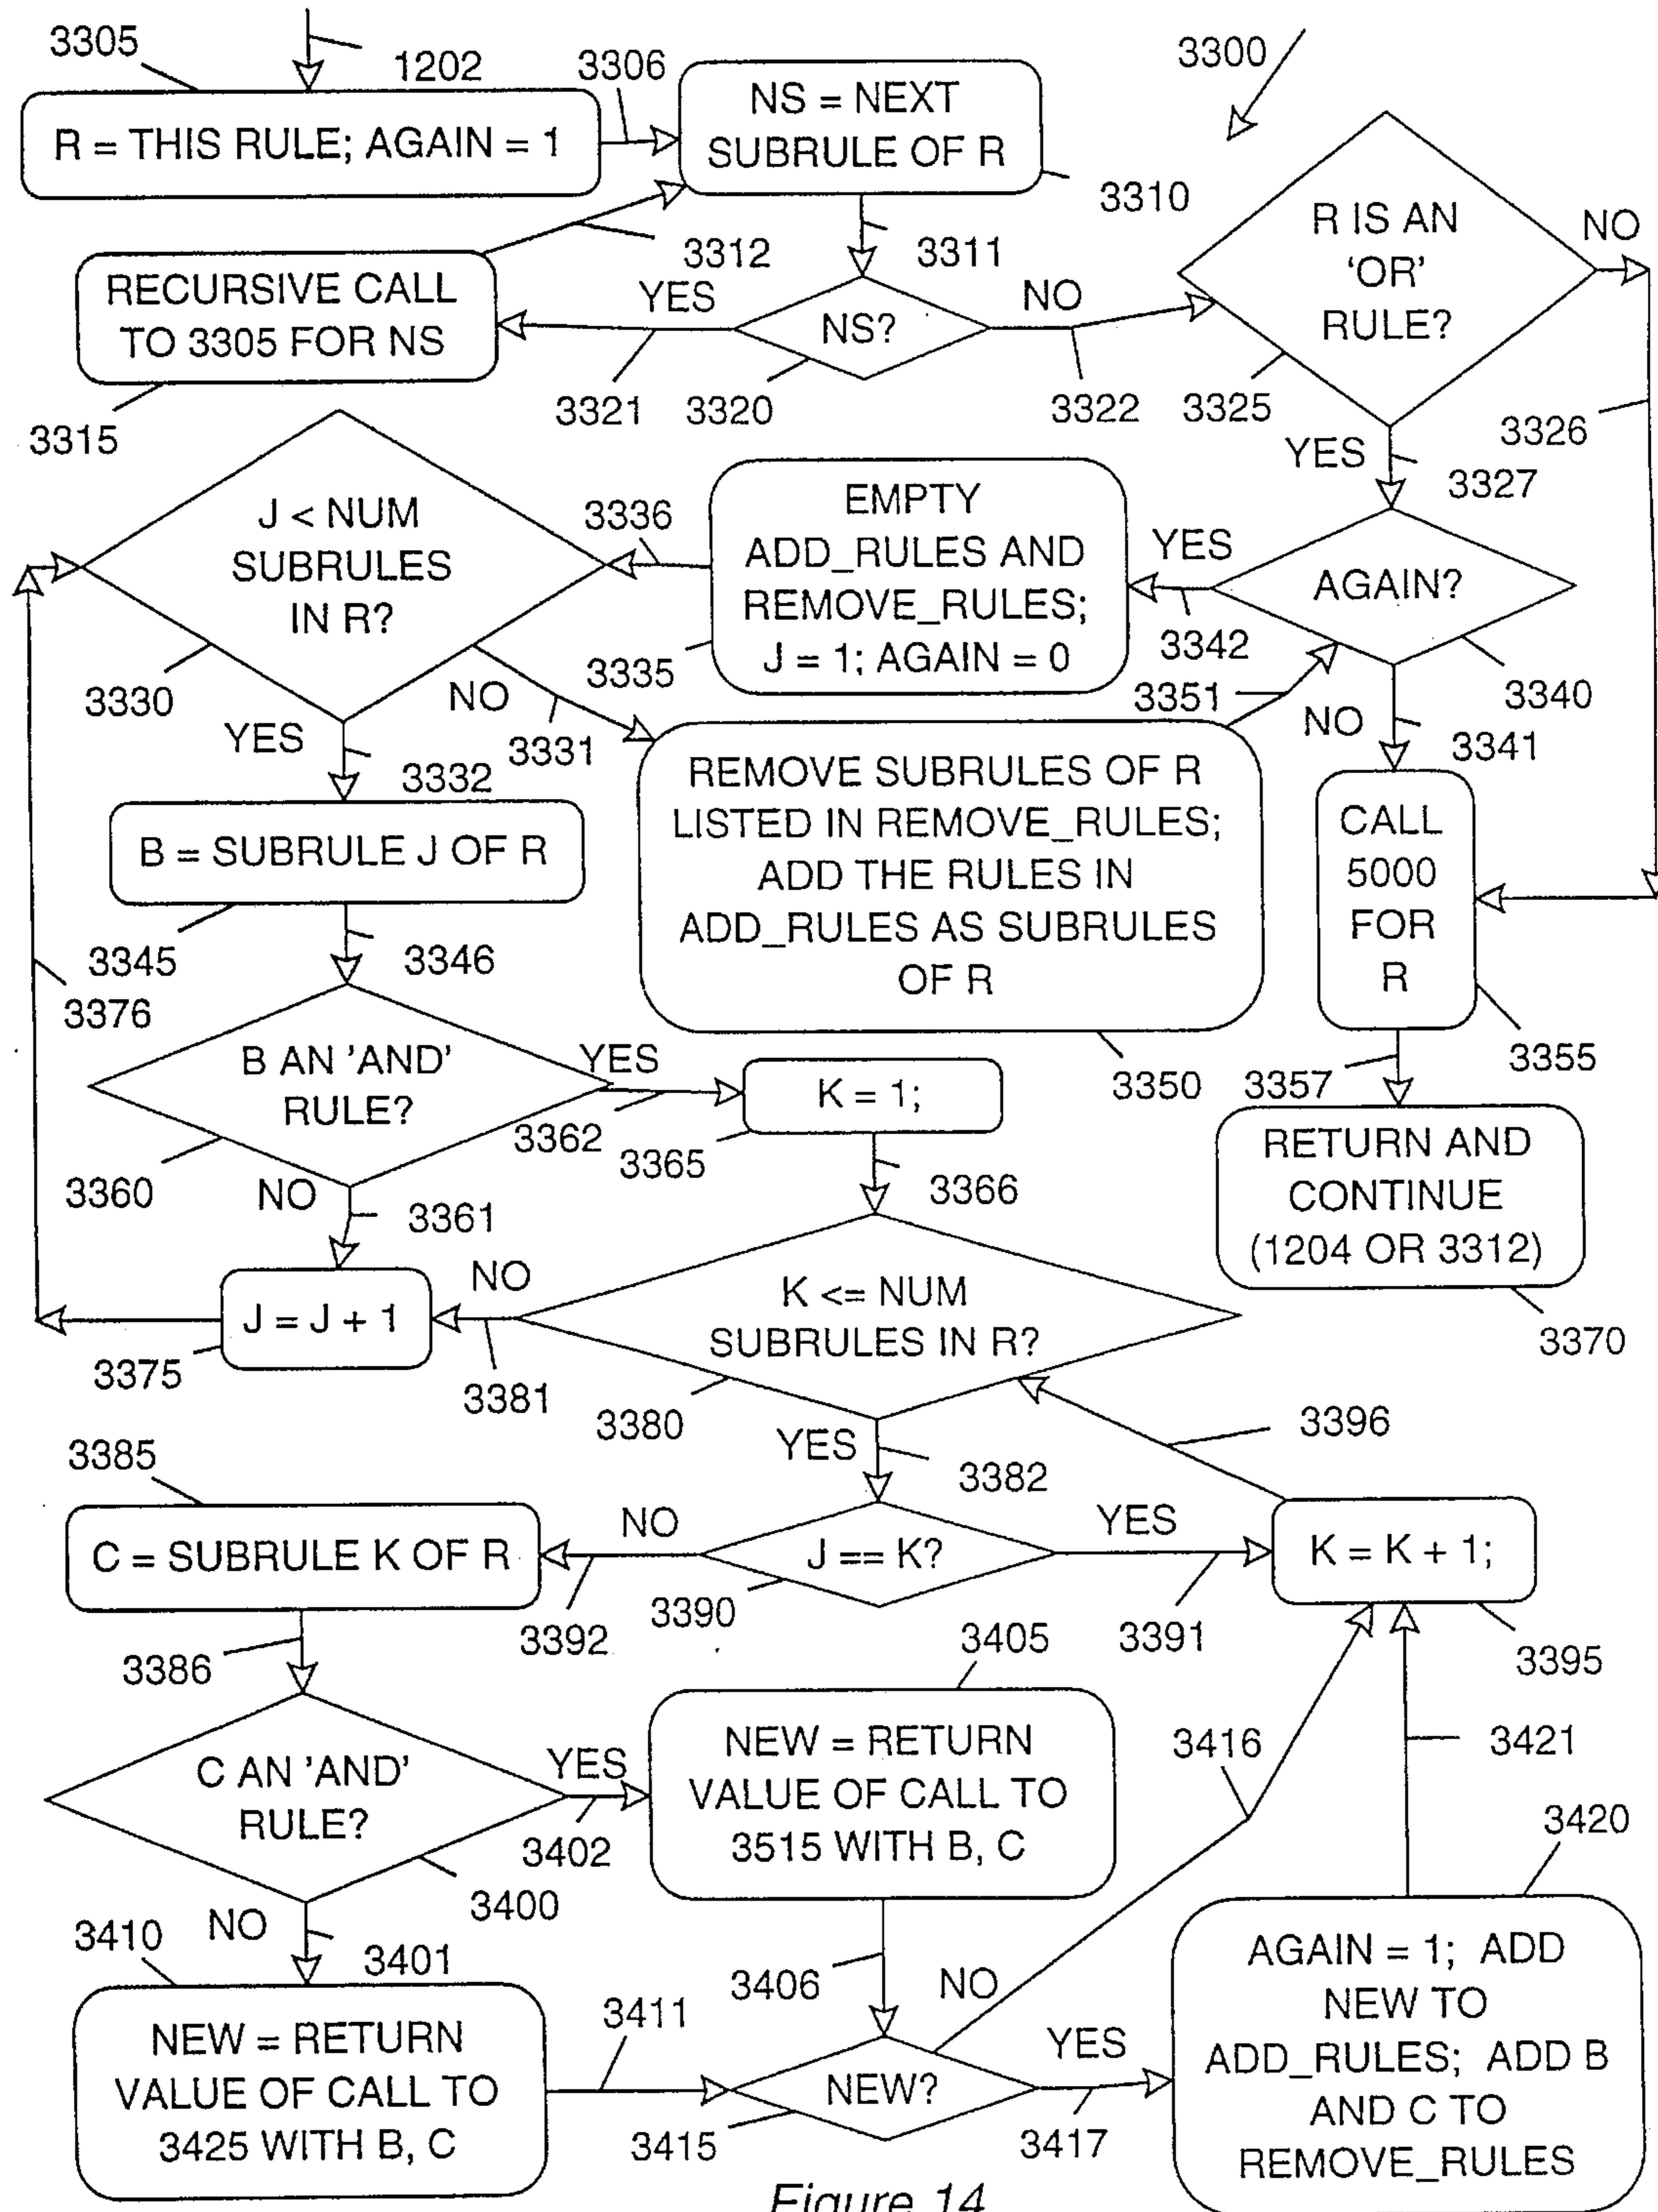 3305
1202
3306
3300
R = THIS RULE; AGAIN = 1
NS = NEXT
SUBRULE OF R
3310
3312
3311
R IS AN
'OR'
RULE?
NO
RECURSIVE CALL
TO 3305 FOR NS
YES
NS?
NO
3315
3321
3320
3322
3325
3326
YES
3327
J < NUM
SUBRULES
IN R?
3336
EMPTY
ADD_RULES AND
REMOVE_RULES;
J = 1; AGAIN = 0
YES
AGAIN?
3342
3330
NO
3335
3351
3340
YES
3331
NO
3341
3332
REMOVE SUBRULES OF R
LISTED IN REMOVE_RULES;
ADD THE RULES IN
ADD_RULES AS SUBRULES
OF R
CALL
5000
FOR
R
B = SUBRULE J OF R
3345
3346
3376
B AN 'AND'
RULE?
YES
K = 1;
3350
3357
3355
3362
3365
3360
NO
3361
3366
RETURN AND
CONTINUE
(1204 OR 3312)
J = J + 1
NO
K <= NUM
SUBRULES IN R?
3370
3375
3381
3380
3396
YES
3382
3385
C = SUBRULE K OF R
NO
J == K?
YES
K = K + 1;
3392
3390
3391
3395
3386
3405
C AN 'AND'
RULE?
YES
3402
NEW = RETURN
VALUE OF CALL TO
3515 WITH B, C
3416
3421
3420
3400
3410
NO
3401
3406
NO
NEW = RETURN
VALUE OF CALL TO
3425 WITH B, C
3411
NEW?
YES
3415
3417
AGAIN = 1; ADD
NEW TO
ADD_RULES; ADD B
AND C TO
REMOVE_RULES
Figure 14